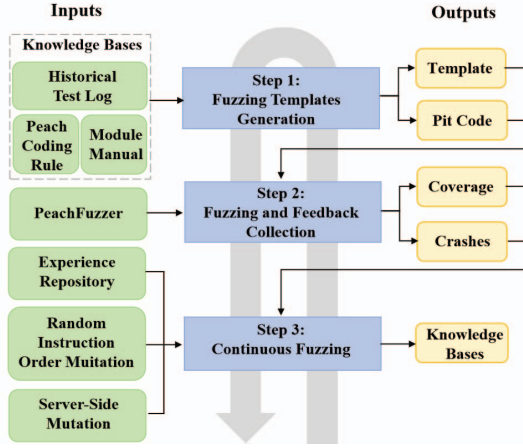 Inputs
Outputs
Knowledge Bases
Historical
Test Log
Peach
Coding
Rule
Module
Manual
Step 1:
Fuzzing Templates
Generation
Template
Pit Code
PeachFuzzer
Step 2:
Fuzzing and Feedback
Collection
Coverage
Crashes
Experience
Repository
Random
Instruction
Order Muitation
Server-Side
Mutation
Step 3:
Continuous Fuzzing
Knowledge
Bases